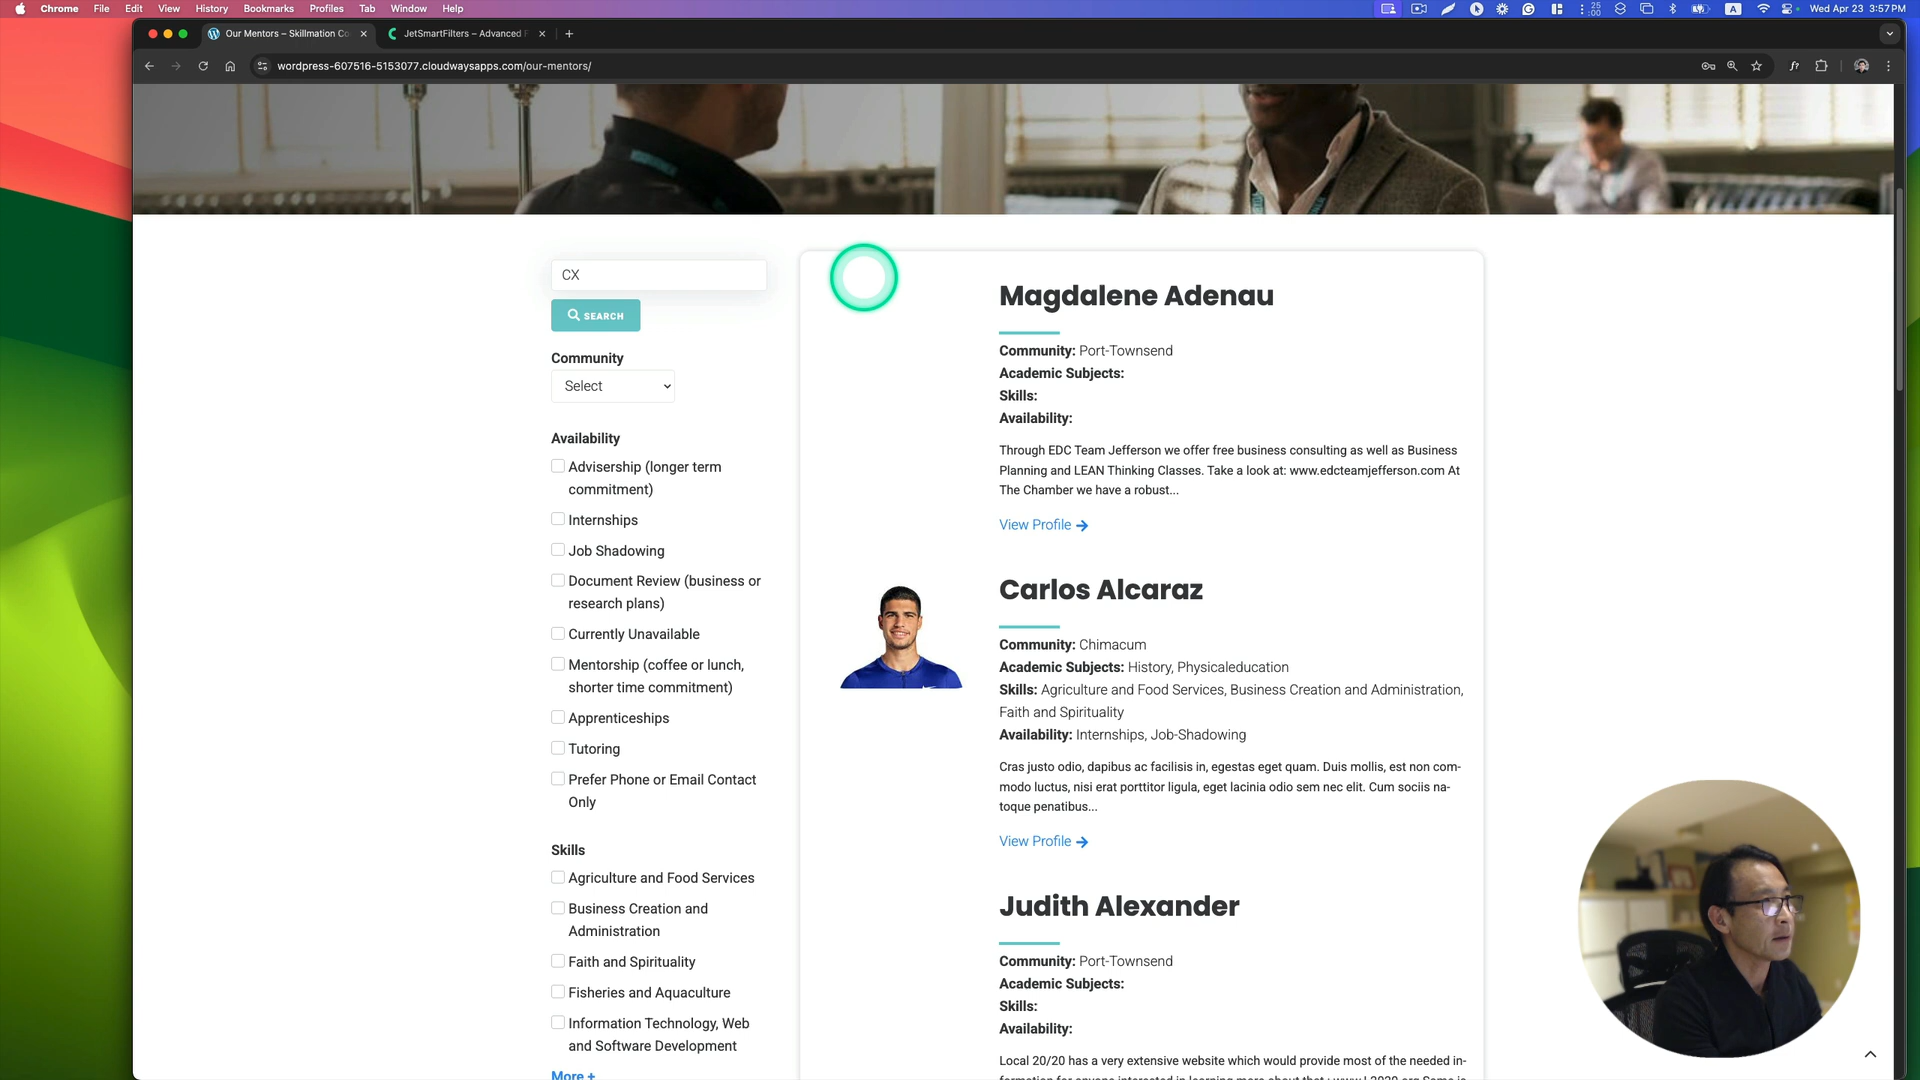 Chrome File Edit View History Bookmarks Profiles Tab Window Help
25
:00
A
Wed Apr 23 3:57 PM
Our Mentors – Skillmation Co
JetSmartFilters – Advanced F
wordpress-607516-5153077.cloudwaysapps.com/our-mentors/
f?
CX
SEARCH
Community
Select
Availability
Advisership (longer term
commitment)
Internships
Job Shadowing
Document Review (business or
research plans)
Currently Unavailable
Mentorship (coffee or lunch,
shorter time commitment)
Apprenticeships
Tutoring
Prefer Phone or Email Contact
Only
Skills
Agriculture and Food Services
Business Creation and
Administration
Faith and Spirituality
Fisheries and Aquaculture
Information Technology, Web
and Software Development
More +
Magdalene Adenau
Community: Port-Townsend
Academic Subjects:
Skills:
Availability:
Through EDC Team Jefferson we offer free business consulting as well as Business
Planning and LEAN Thinking Classes. Take a look at: www.edcteamjefferson.com At
The Chamber we have a robust...
View Profile
Carlos Alcaraz
Community: Chimacum
Academic Subjects: History, Physicaleducation
Skills: Agriculture and Food Services, Business Creation and Administration,
Faith and Spirituality
Availability: Internships, Job-Shadowing
Cras justo odio, dapibus ac facilisis in, egestas eget quam. Duis mollis, est non com-
modo luctus, nisi erat porttitor ligula, eget lacinia odio sem nec elit. Cum sociis na-
toque penatibus...
View Profile
Judith Alexander
Community: Port-Townsend
Academic Subjects:
Skills:
Availability:
Local 20/20 has a very extensive website which would provide most of the needed in-